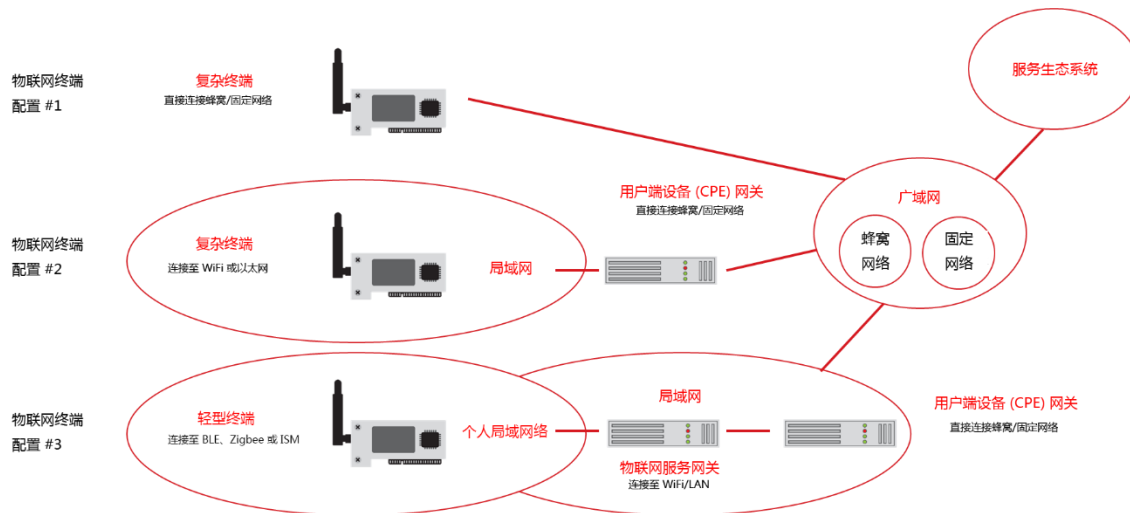 服务生态系统
物联网终端
配置 #1
复杂终端
直接连接蜂窝/固定网络
用户端设备 (CPE) 网关
直接连接蜂窝/固定网络
广域网
蜂窝
网络
固定
网络
物联网终端
配置 #2
复杂终端
连接至 WiFi 或以太网
局域网
物联网终端
配置 #3
轻型终端
连接至 BLE、Zigbee 或 ISM
个人局域网络
局域网
物联网服务网关
连接至 WiFi/LAN
用户端设备 (CPE) 网关
直接连接蜂窝/固定网络